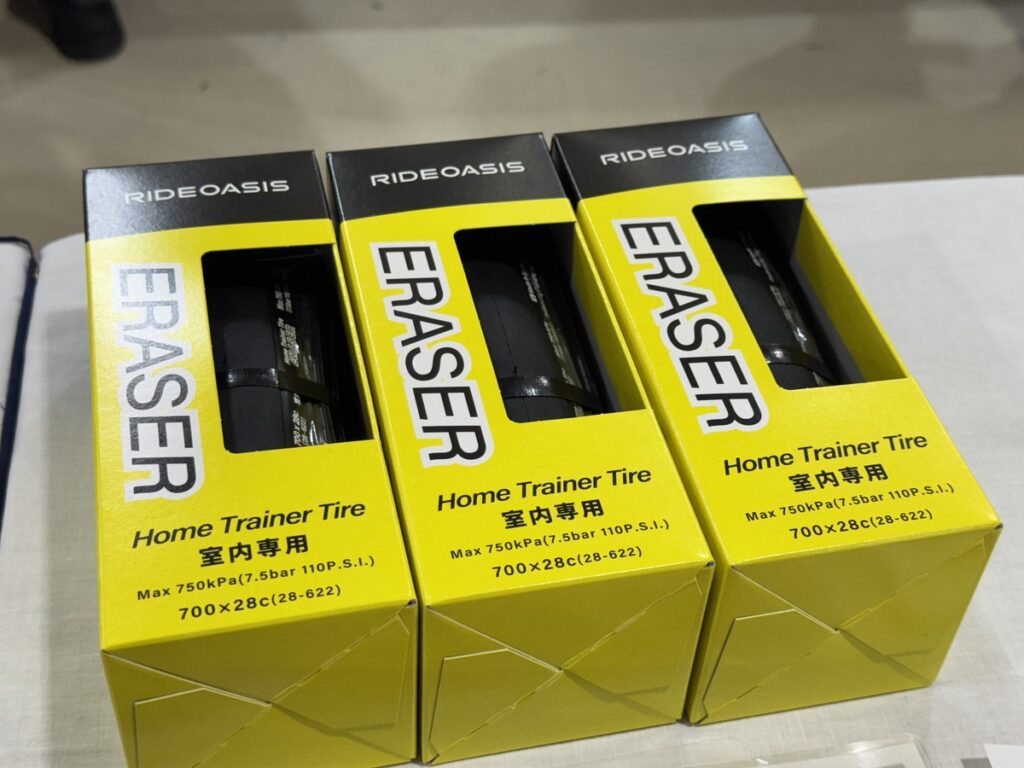 RIDEOASIS
ERASER
Home Trainer Tire
室内専用
Max 750kPa(7.5bar 110P.S.I.)
700×28c(28-622)
RIDEOASIS
ERASER
Home Trainer Tire
室内専用
Max 750kPa(7.5bar 110P.S.I.)
700×28c(28-622)
RIDEOASIS
ERASER
Home Trainer Tire
室内専用
Max 750kPa(7.5bar 110P.S.I.)
700×28c(28-622)